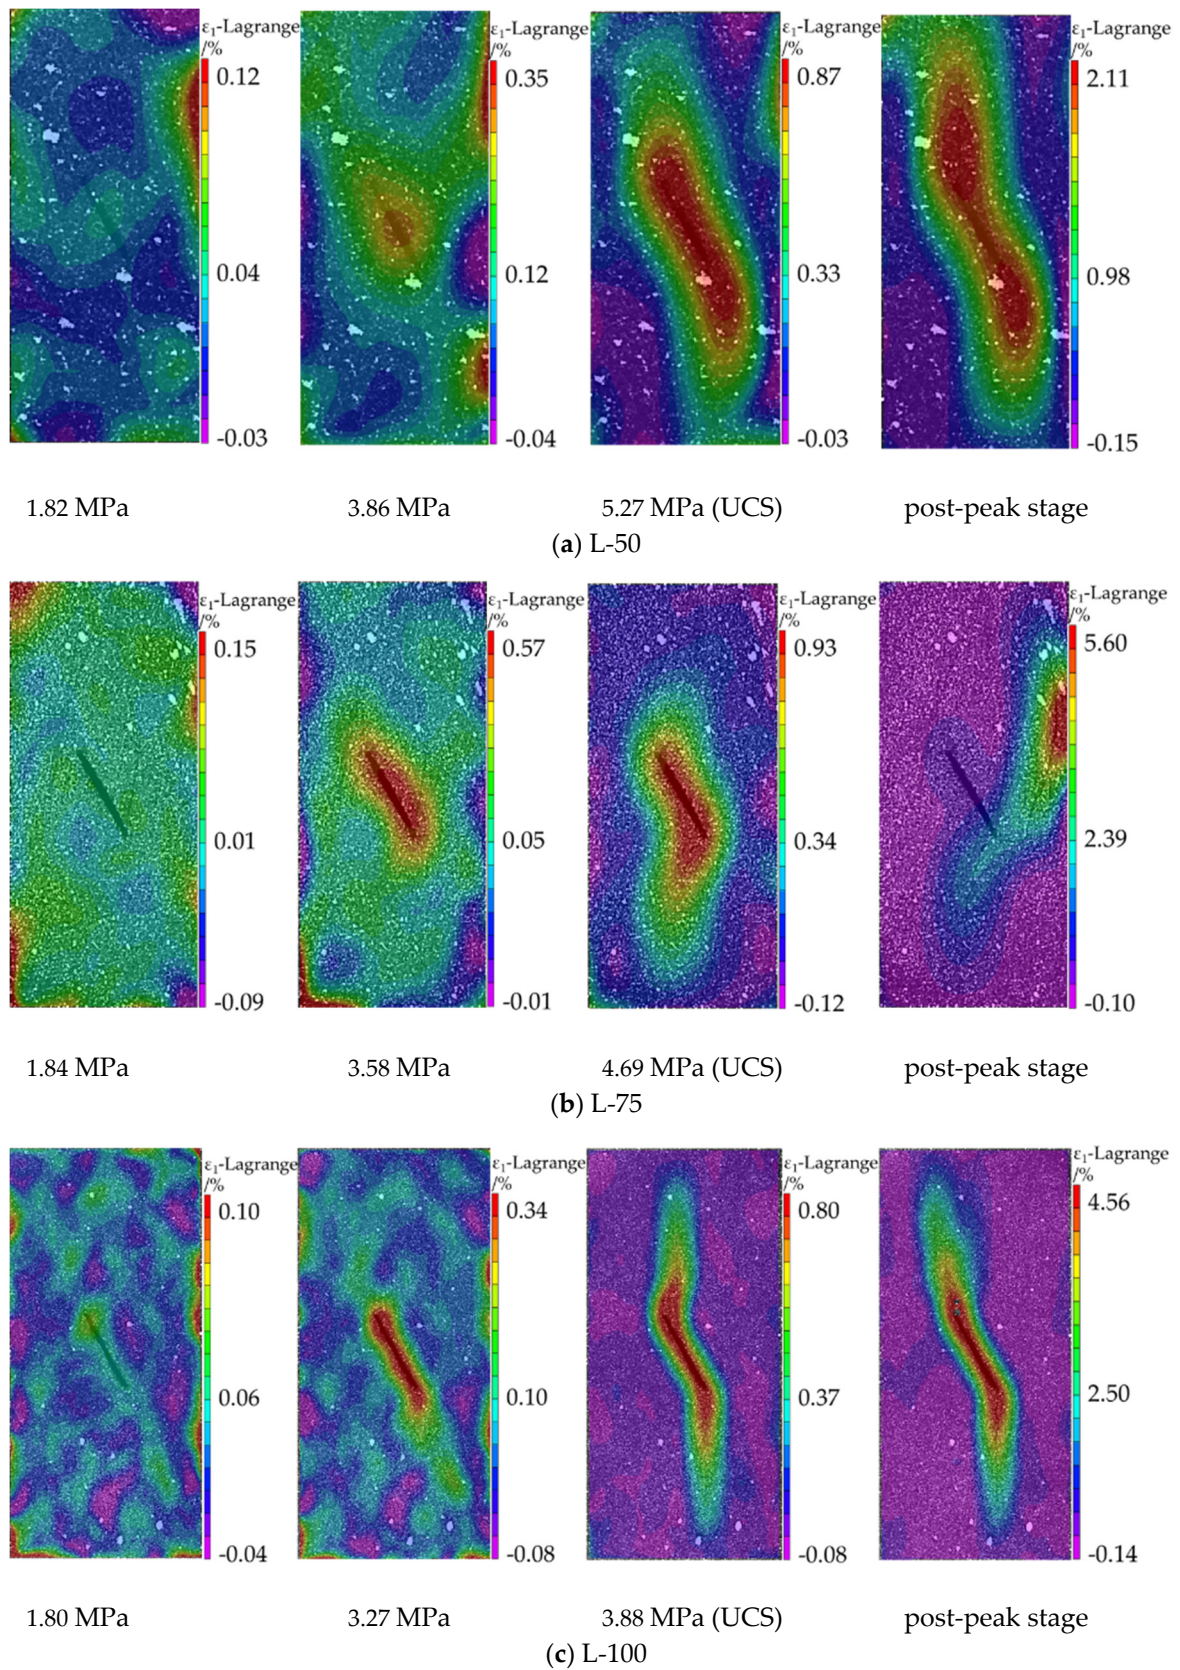 ε₁-Lagrange ε₁-Lagrange ε₁-Lagrange ε₁-Lagrange
/% /% /% /%
0.12 0.35 0.87 2.11
0.04 0.12 0.33 0.98
-0.03 -0.04 -0.03 -0.15
1.82 MPa 3.86 MPa 5.27 MPa (UCS) post-peak stage
(a) L-50
ε₁-Lagrange ε₁-Lagrange ε₁-Lagrange ε₁-Lagrange
/% /% /% /%
0.15 0.57 0.93 5.60
0.01 0.05 0.34 2.39
-0.09 -0.01 -0.12 -0.10
1.84 MPa 3.58 MPa 4.69 MPa (UCS) post-peak stage
(b) L-75
ε₁-Lagrange ε₁-Lagrange ε₁-Lagrange ε₁-Lagrange
/% /% /% /%
0.10 0.34 0.80 4.56
0.06 0.10 0.37 2.50
-0.04 -0.08 -0.08 -0.14
1.80 MPa 3.27 MPa 3.88 MPa (UCS) post-peak stage
(c) L-100